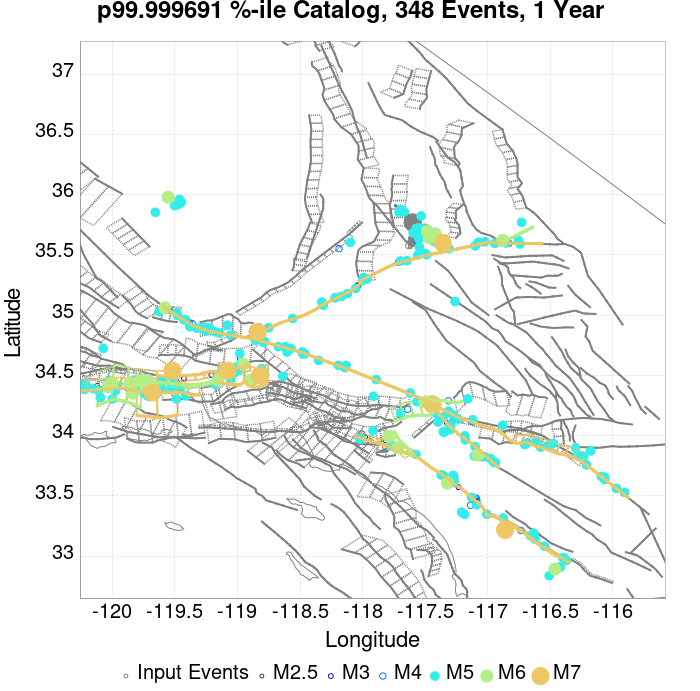 p99.999691 %-ile Catalog, 348 Events, 1 Year
37
36.5
36
35.5
35
34.5
34
33.5
33
Latitude
-120 -119.5 -119 -118.5 -118 -117.5 -117 -116.5 -116
Longitude
Input Events M2.5 M3 M4 M5 M6 M7